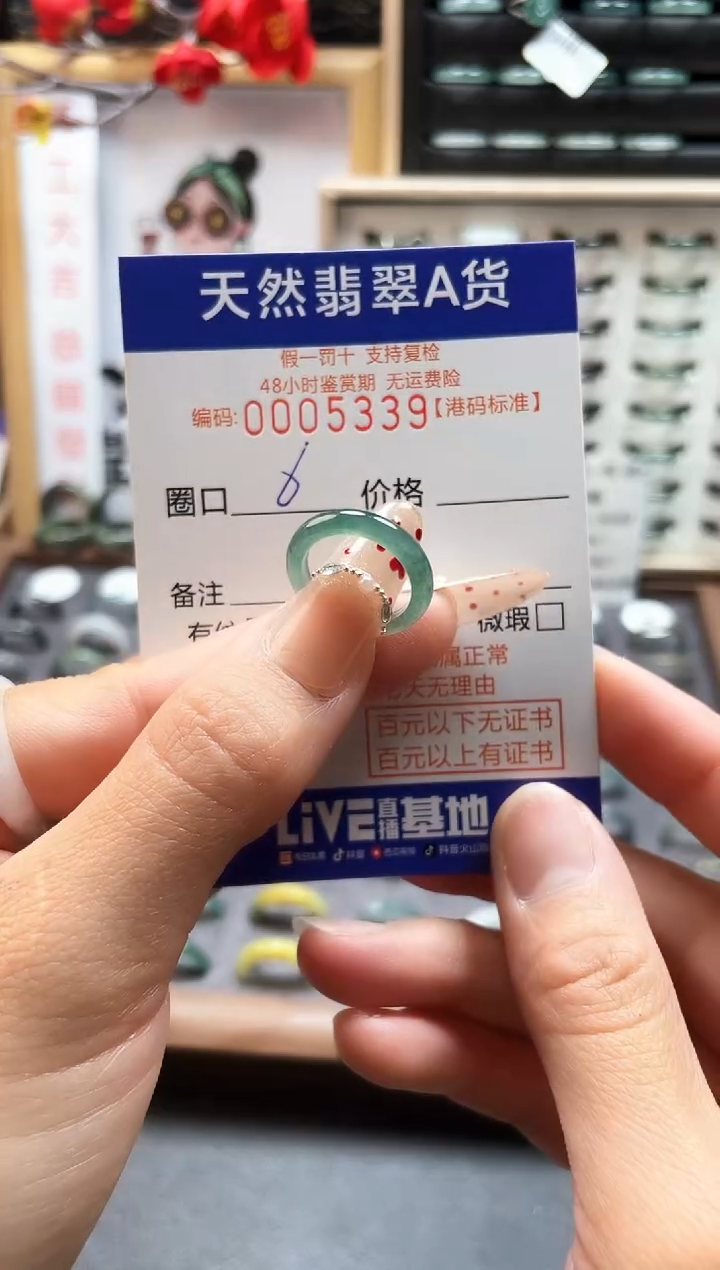 天然翡翠A货
假一罚十 支持复检
48小时鉴赏期 无运费险
编码:0005339【港码标准】
圈口 6 价格
备注
微瑕□
属正常
天无理由
百元以下无证书
百元以上有证书
LiVE直播基地
大吉